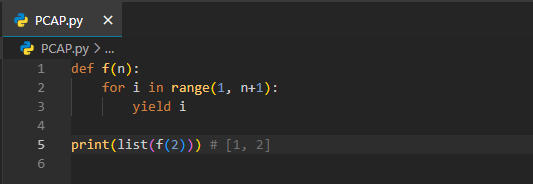 PCAP.py ×
PCAP.py > ...
1 def f(n):
2     for i in range(1, n+1):
3         yield i
4
5 print(list(f(2))) # [1, 2]
6